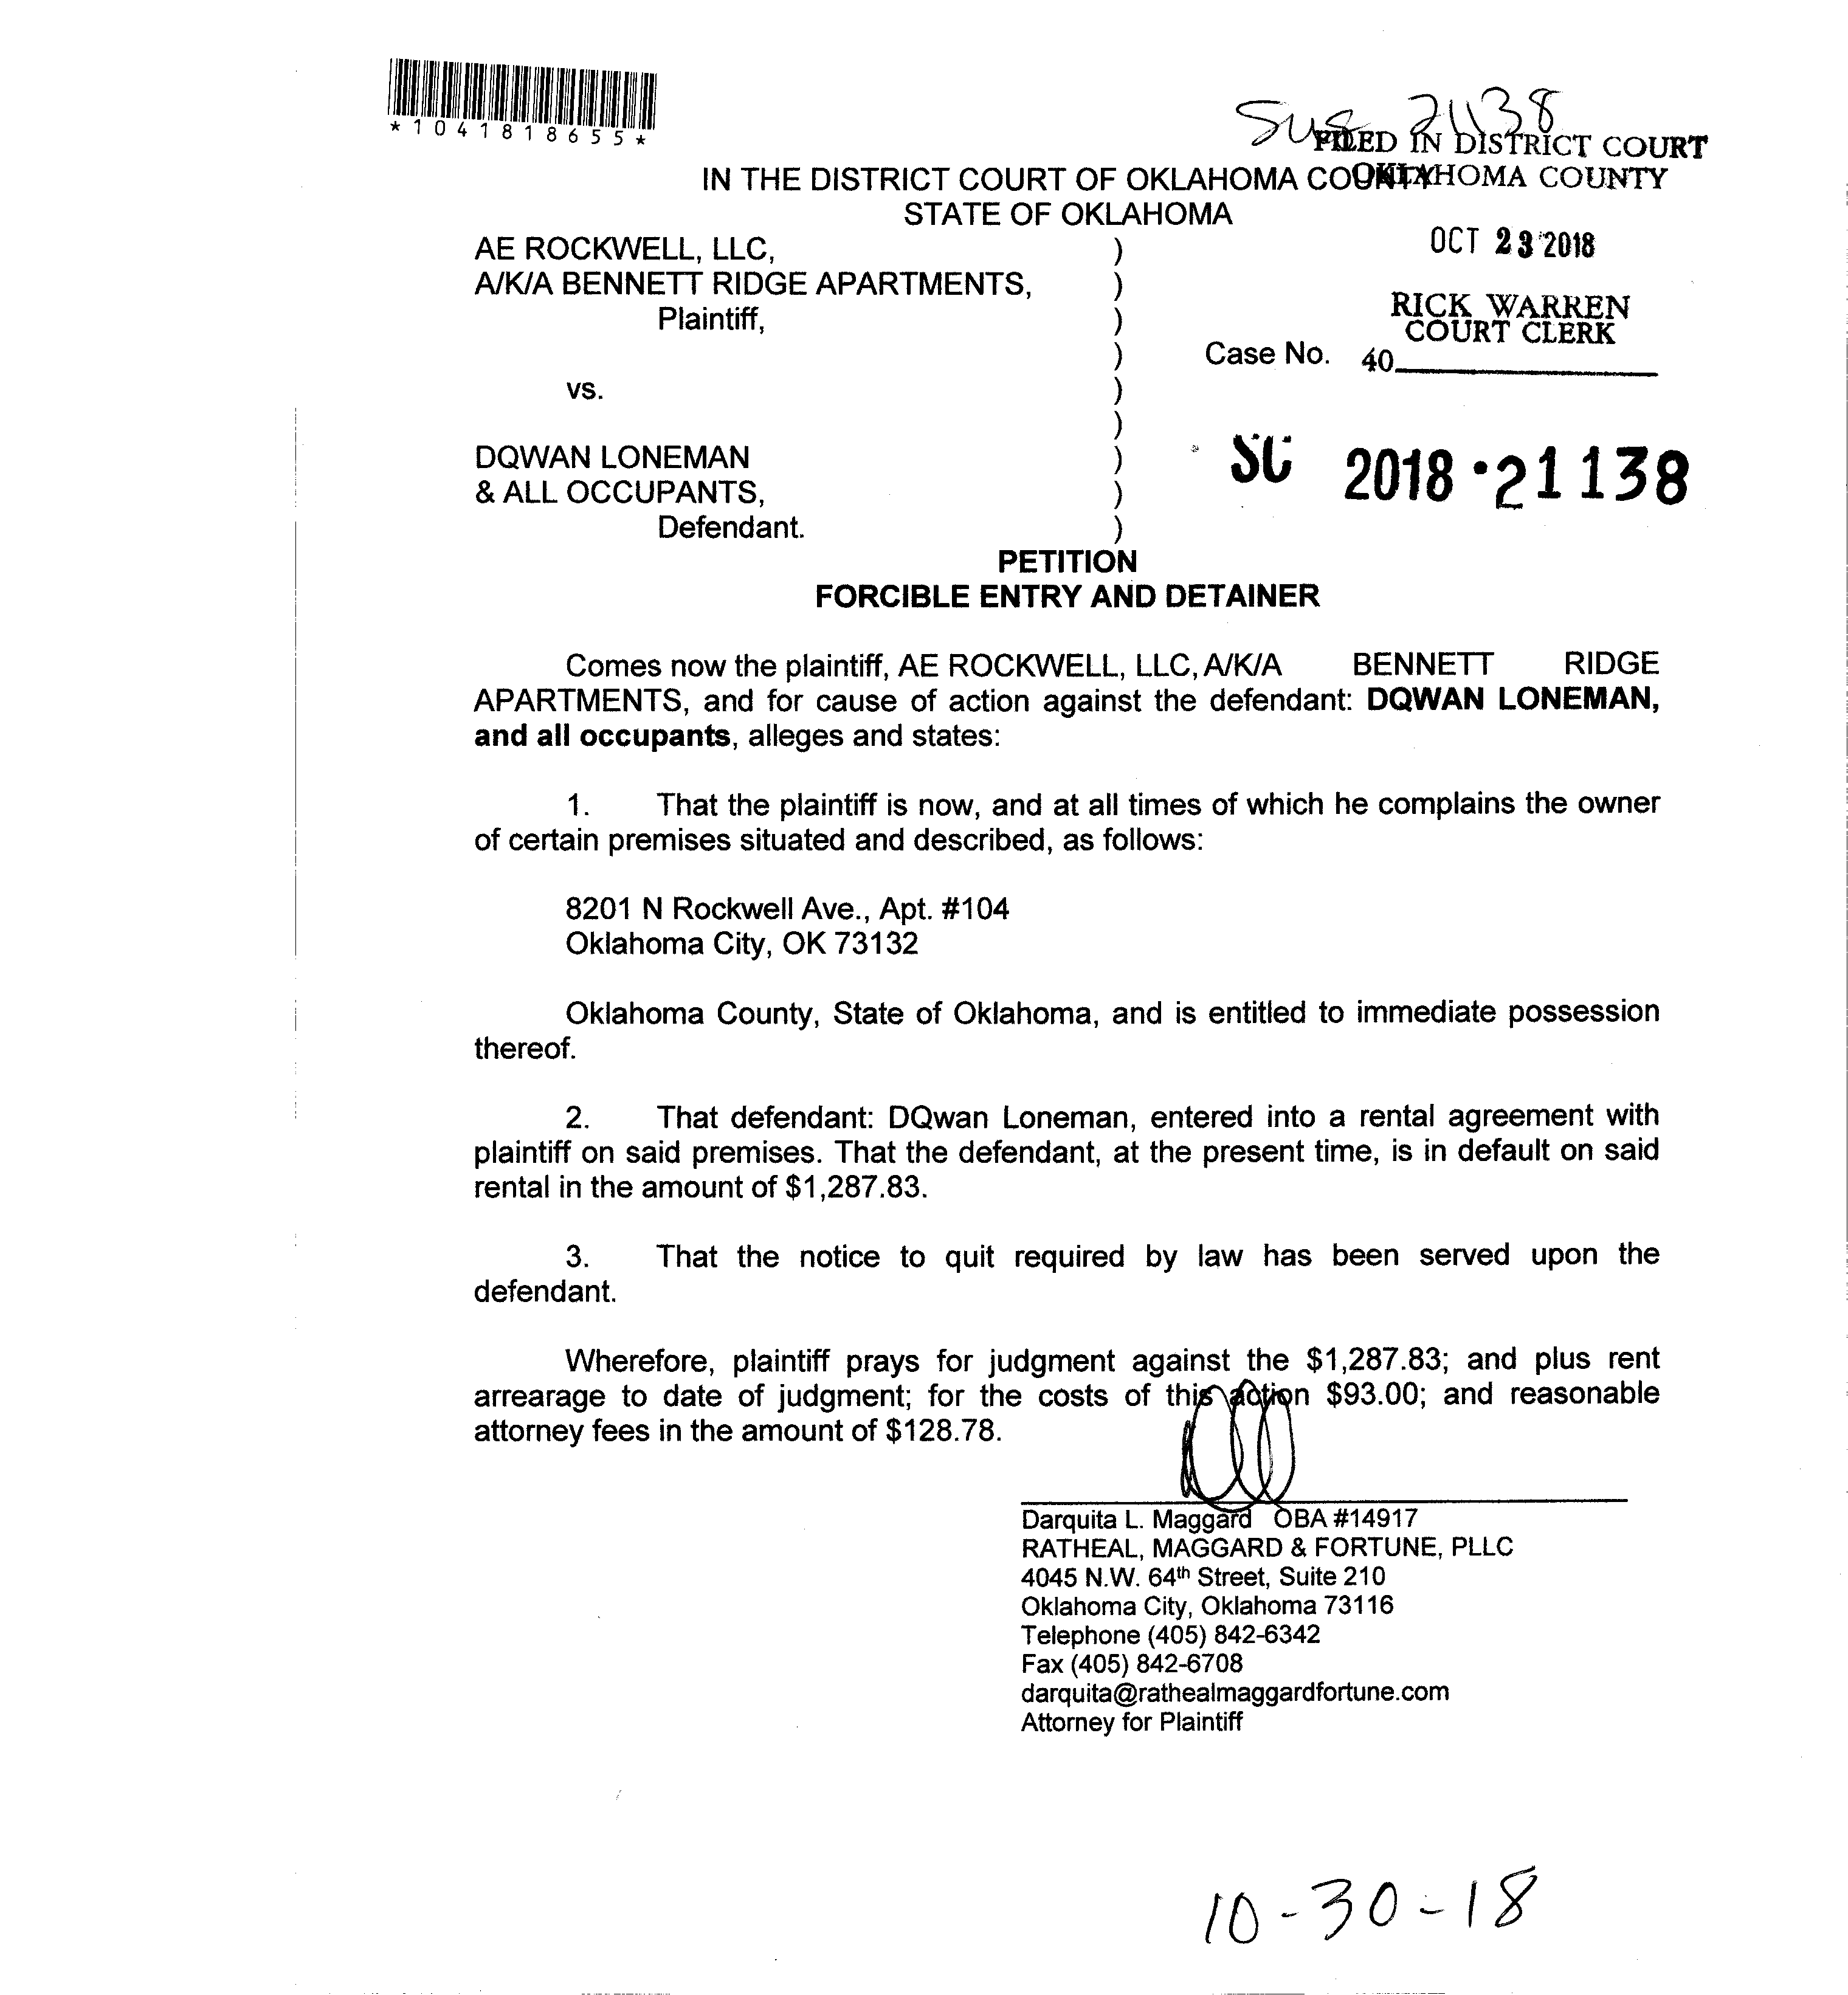 *1041818655*
21138
FILED IN DISTRICT COURT
OKLAHOMA COUNTY
IN THE DISTRICT COURT OF OKLAHOMA COUNTY
STATE OF OKLAHOMA
OCT 23 2018
RICK WARREN
COURT CLERK
40
AE ROCKWELL, LLC, )
A/K/A BENNETT RIDGE APARTMENTS, )
Plaintiff, )
) Case No.
vs. )
)
DQWAN LONEMAN )
& ALL OCCUPANTS, )
Defendant. )
SC 2018 · 21138
PETITION
FORCIBLE ENTRY AND DETAINER
Comes now the plaintiff, AE ROCKWELL, LLC, A/K/A BENNETT RIDGE
APARTMENTS, and for cause of action against the defendant: DQWAN LONEMAN,
and all occupants, alleges and states:
1. That the plaintiff is now, and at all times of which he complains the owner
of certain premises situated and described, as follows:
8201 N Rockwell Ave., Apt. #104
Oklahoma City, OK 73132
Oklahoma County, State of Oklahoma, and is entitled to immediate possession
thereof.
2. That defendant: DQwan Loneman, entered into a rental agreement with
plaintiff on said premises. That the defendant, at the present time, is in default on said
rental in the amount of $1,287.83.
3. That the notice to quit required by law has been served upon the
defendant.
Wherefore, plaintiff prays for judgment against the $1,287.83; and plus rent
arrearage to date of judgment; for the costs of this action $93.00; and reasonable
attorney fees in the amount of $128.78.
Darquita L. Maggard OBA #14917
RATHEAL, MAGGARD & FORTUNE, PLLC
4045 N.W. 64th Street, Suite 210
Oklahoma City, Oklahoma 73116
Telephone (405) 842-6342
Fax (405) 842-6708
darquita@rathealmaggardfortune.com
Attorney for Plaintiff
10-30-18